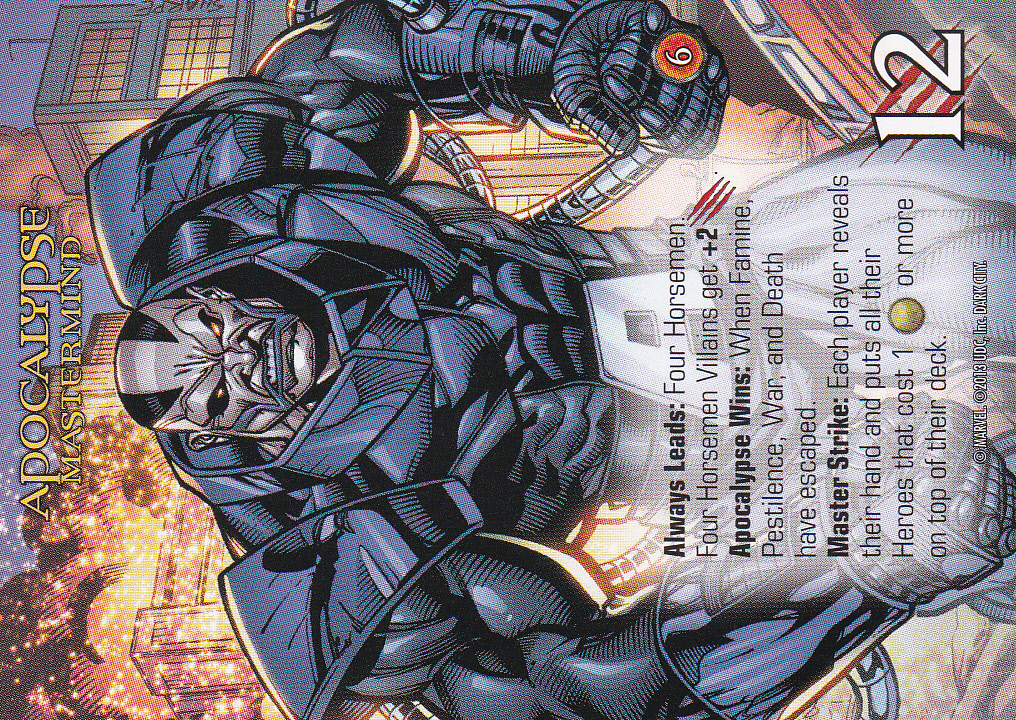 APOCALYPSE
MASTERMIND
Always Leads: Four Horsemen.
Four Horsemen Villains get +2 .
Apocalypse Wins: When Famine,
Pestilence, War, and Death
have escaped.
Master Strike: Each player reveals
their hand and puts all their
Heroes that cost 1 or more
on top of their deck.
6
12
© MARVEL. ©2013 UDC, Inc. DARK CITY.
A